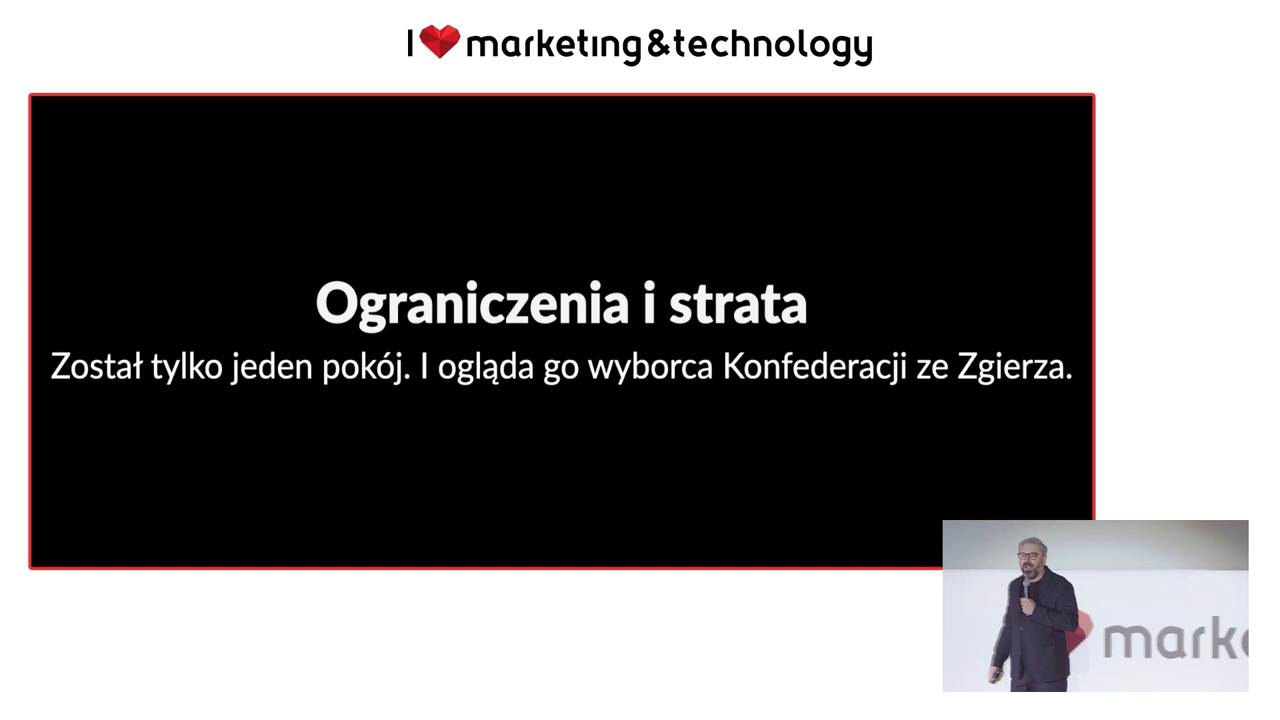 I marketing&technology
Ograniczenia i strata
Został tylko jeden pokój. I ogląda go wyborca Konfederacji ze Zgierza.
marke